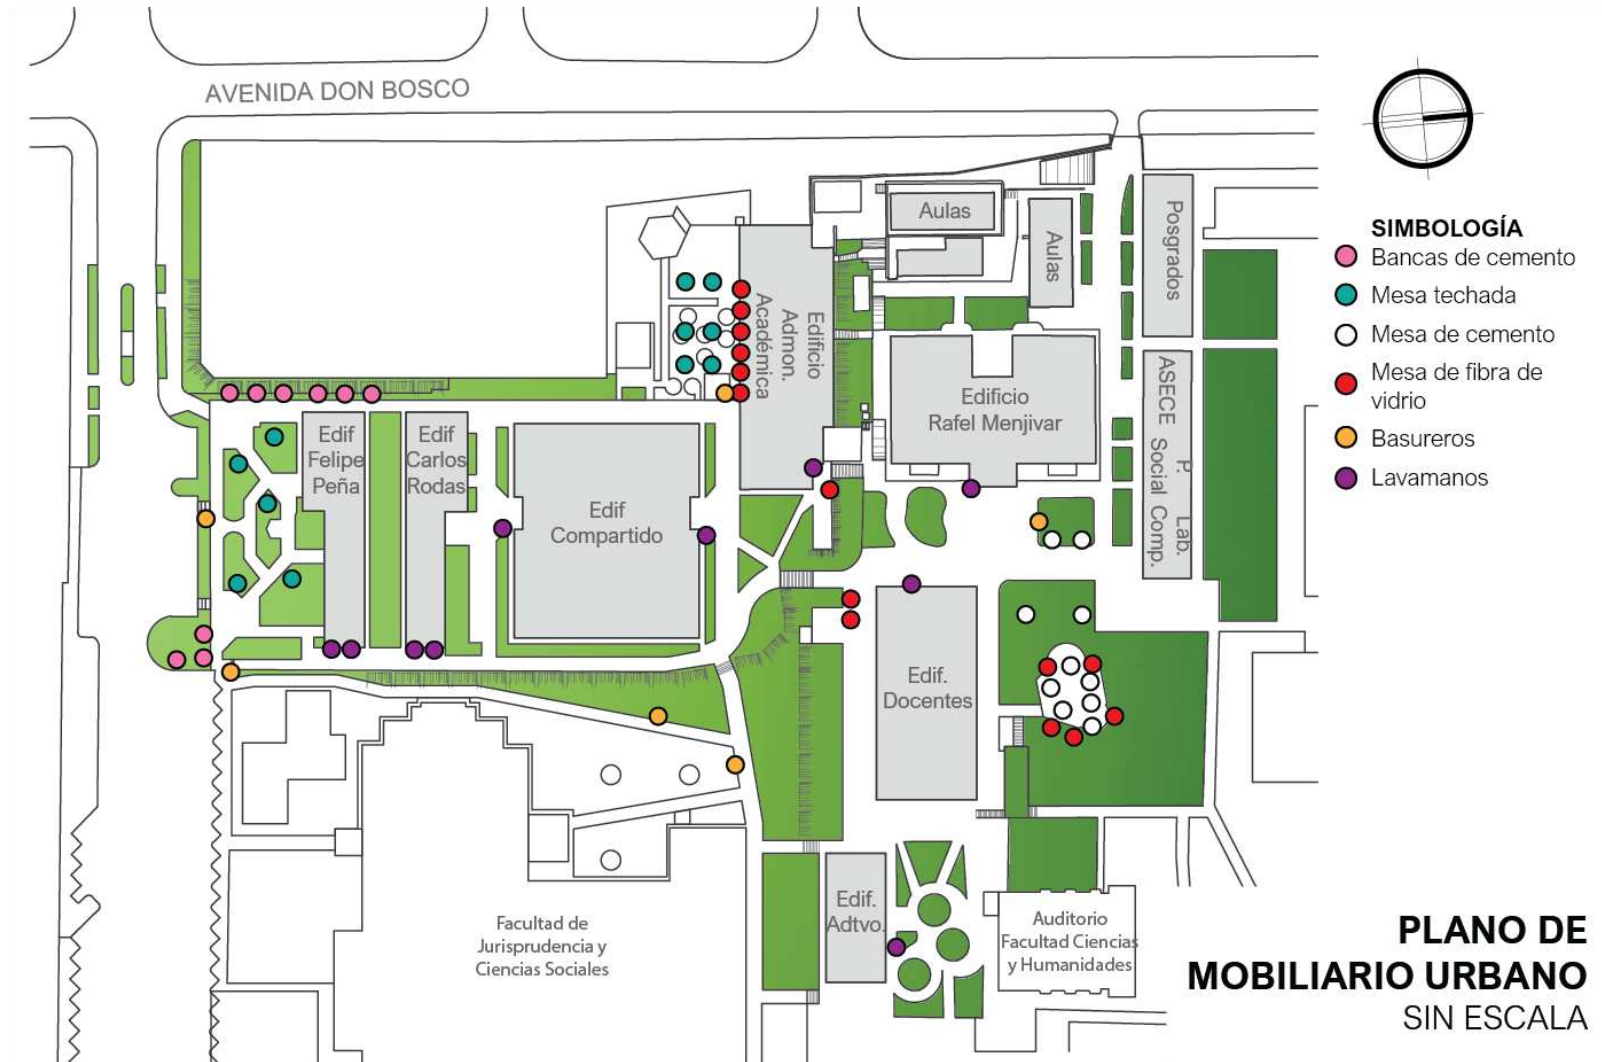 AVENIDA DON BOSCO
SIMBOLOGÍA
Bancas de cemento
Mesa techada
Mesa de cemento
Mesa de fibra de
vidrio
Basureros
Lavamanos
Aulas
Aulas
Posgrados
Edificio
Admon.
Académica
Edificio
Rafel Menjivar
ASECE
P. Lab.
Social Comp.
Edif
Felipe
Peña
Edif
Carlos
Rodas
Edif
Compartido
Edif.
Docentes
Edif.
Adtvo.
Facultad de
Jurisprudencia y
Ciencias Sociales
Auditorio
Facultad Ciencias
y Humanidades
PLANO DE
MOBILIARIO URBANO
SIN ESCALA